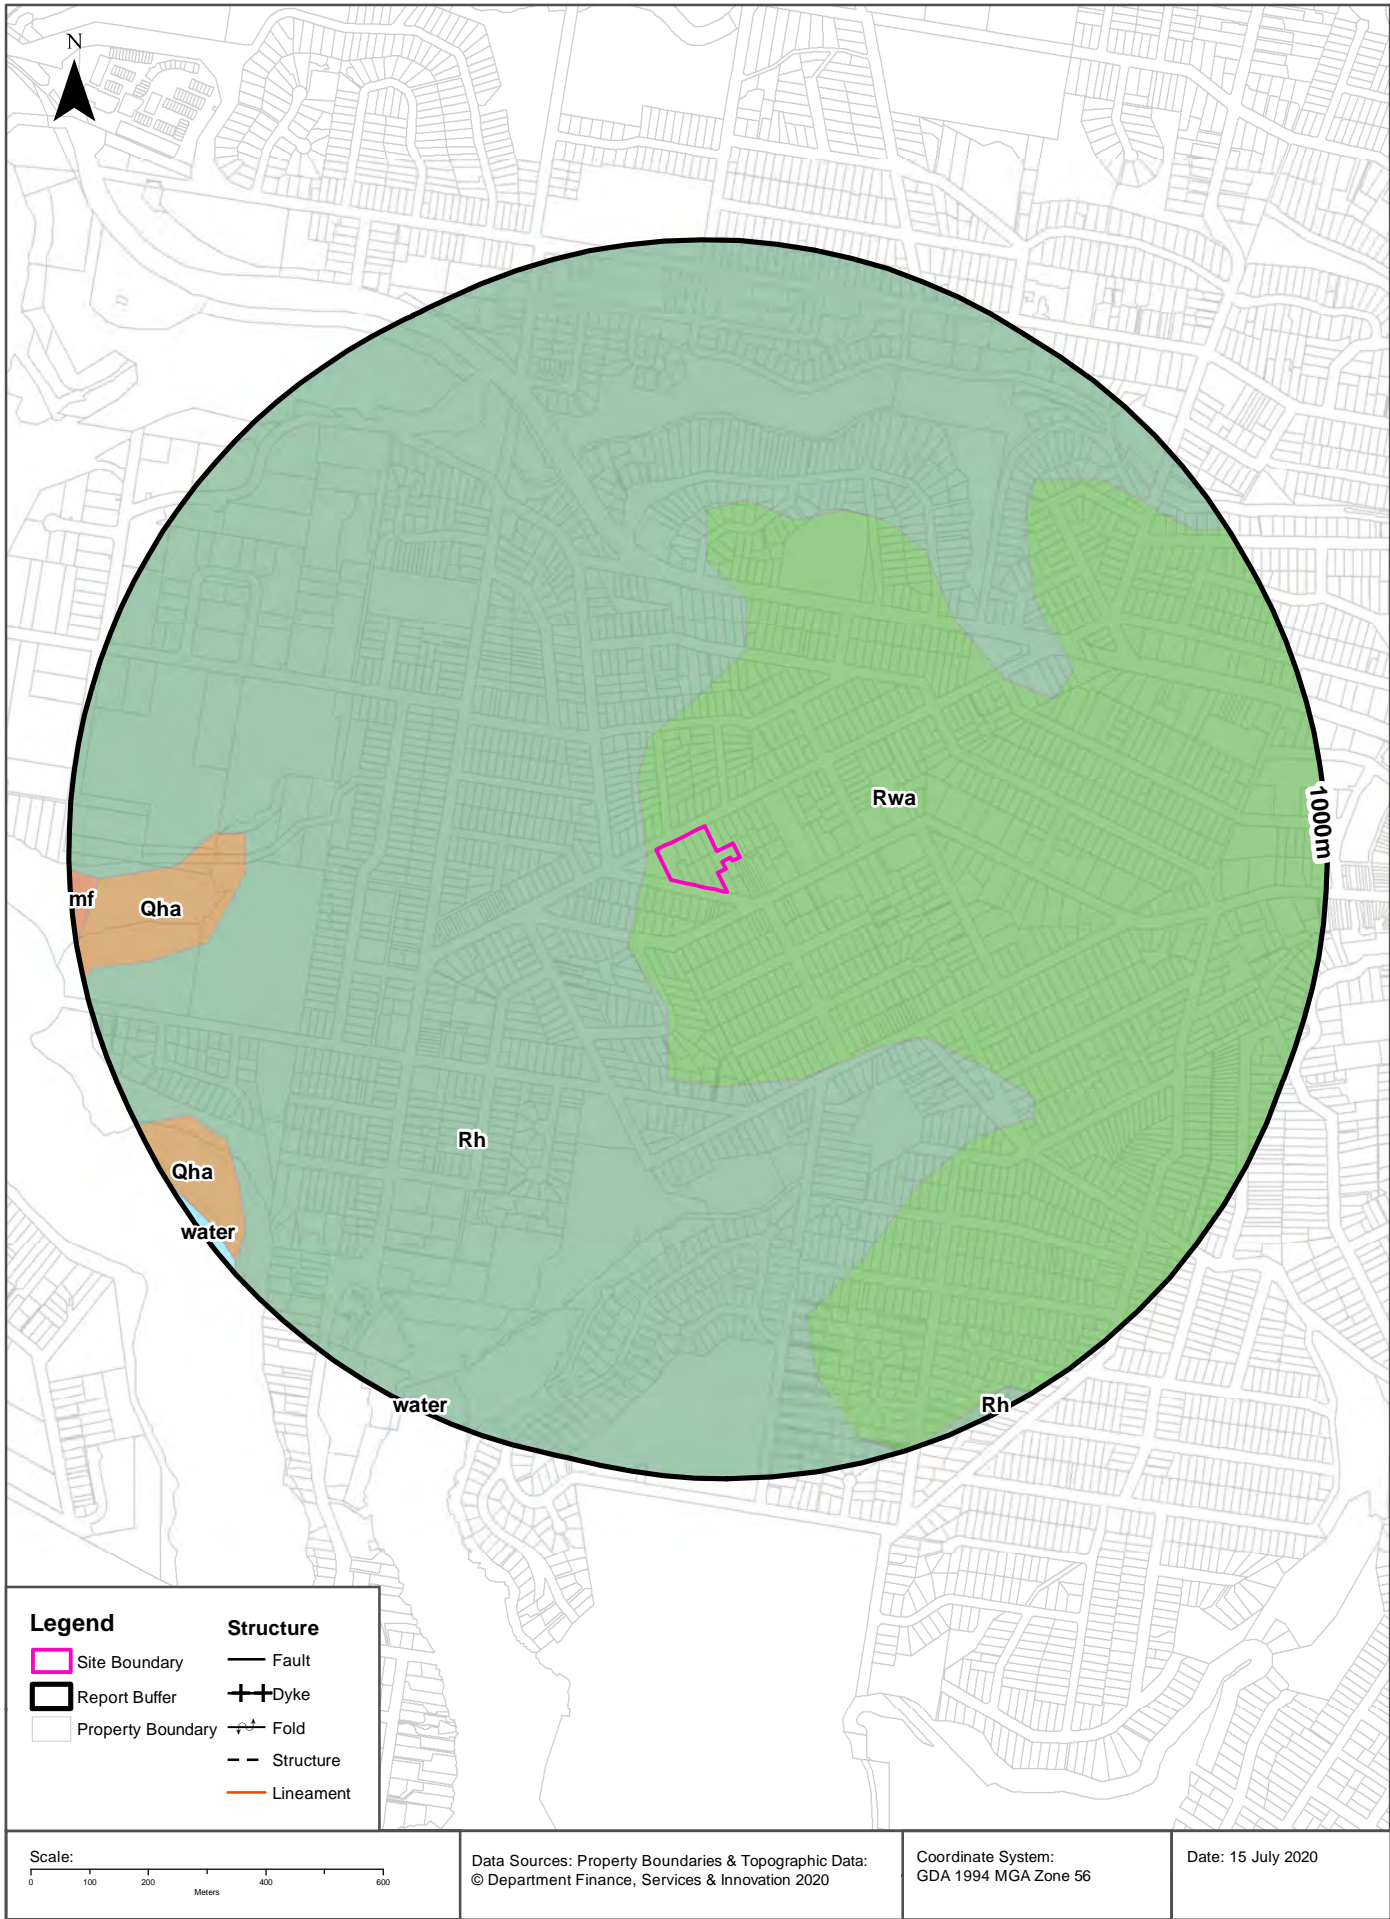 N
Rwa
1000m
mf
Qha
Rh
Qha
water
water
Rh
Legend
Site Boundary
Report Buffer
Property Boundary
Structure
Fault
Dyke
Fold
Structure
Lineament
Scale:
0 100 200 400 600
Meters
Data Sources: Property Boundaries & Topographic Data:
© Department Finance, Services & Innovation 2020
Coordinate System:
GDA 1994 MGA Zone 56
Date: 15 July 2020